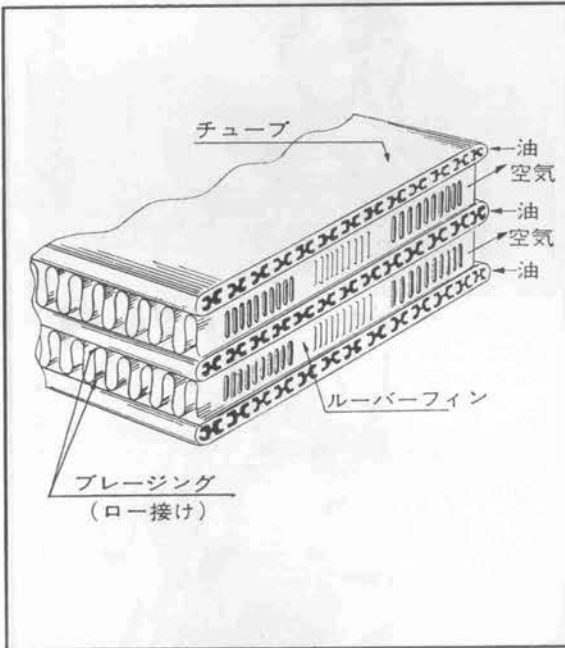 チューブ
油
空気
油
空気
油
ルーバーフィン
ブレージング
(ロー接け)